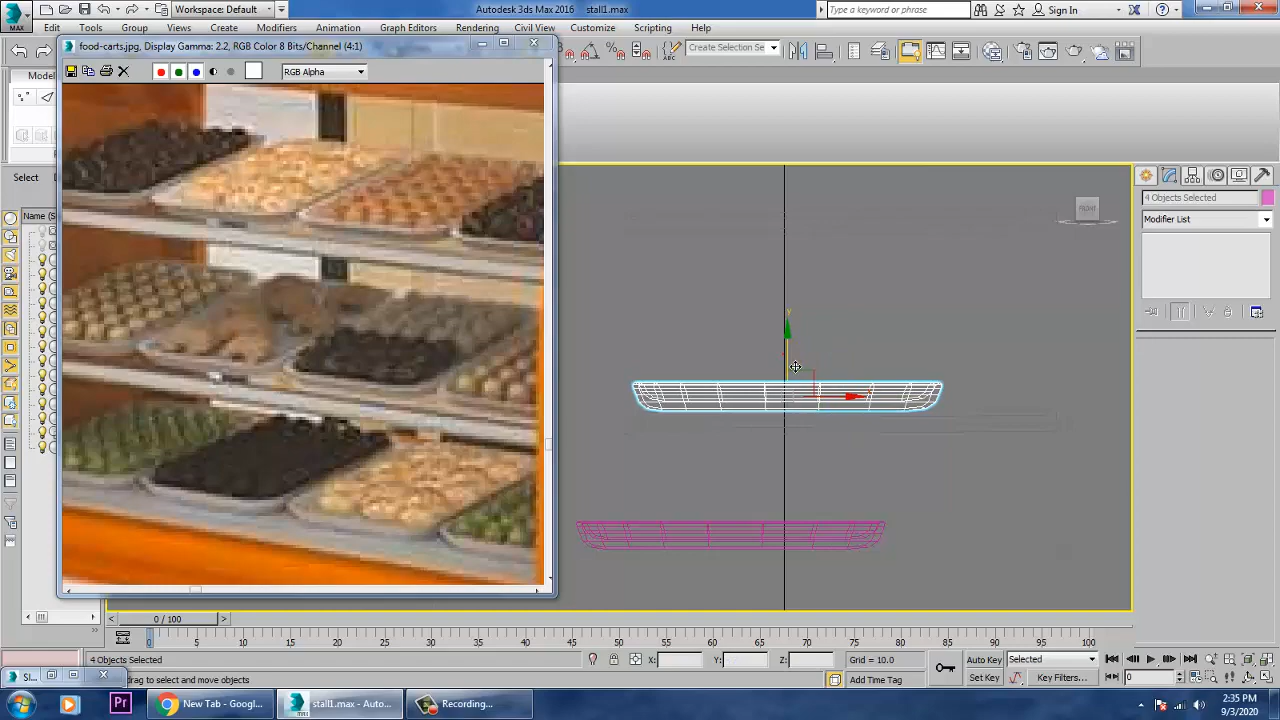 Workspace: Default
Autodesk 3ds Max 2016    stall1.max
Type a keyword or phrase
Sign In
MAX
Edit Tools Group Views Create Modifiers Animation Graph Editors Rendering Civil View Customize Scripting Help
food-carts.jpg, Display Gamma: 2.2, RGB Color 8 Bits/Channel (4:1)
Create Selection Se
RGB Alpha
Model
Select
Name (S
FRONT
4 Objects Selected
Modifier List
y
0 / 100
0 5 10 15 20 25 30 35 40 45 50 55 60 65 70 75 80 85 90 95 100
4 Objects Selected
X: Y: Z:
Grid = 10.0
Auto Key
Selected
drag to select and move objects
Add Time Tag
Set Key
Key Filters...
0
New Tab - Googl...
stall1.max - Auto...
Recording...
Pr
2:35 PM
9/3/2020